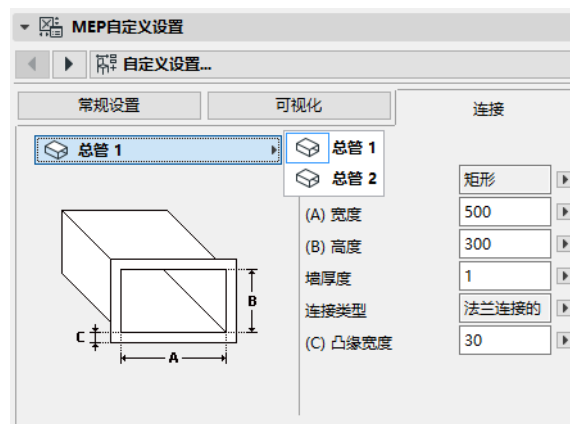 MEP自定义设置
自定义设置...
常规设置 可视化 连接
总管 1 总管 1
总管 2
矩形
(A) 宽度 500
(B) 高度 300
墙厚度 1
连接类型 法兰连接的
(C) 凸缘宽度 30
B
C
A